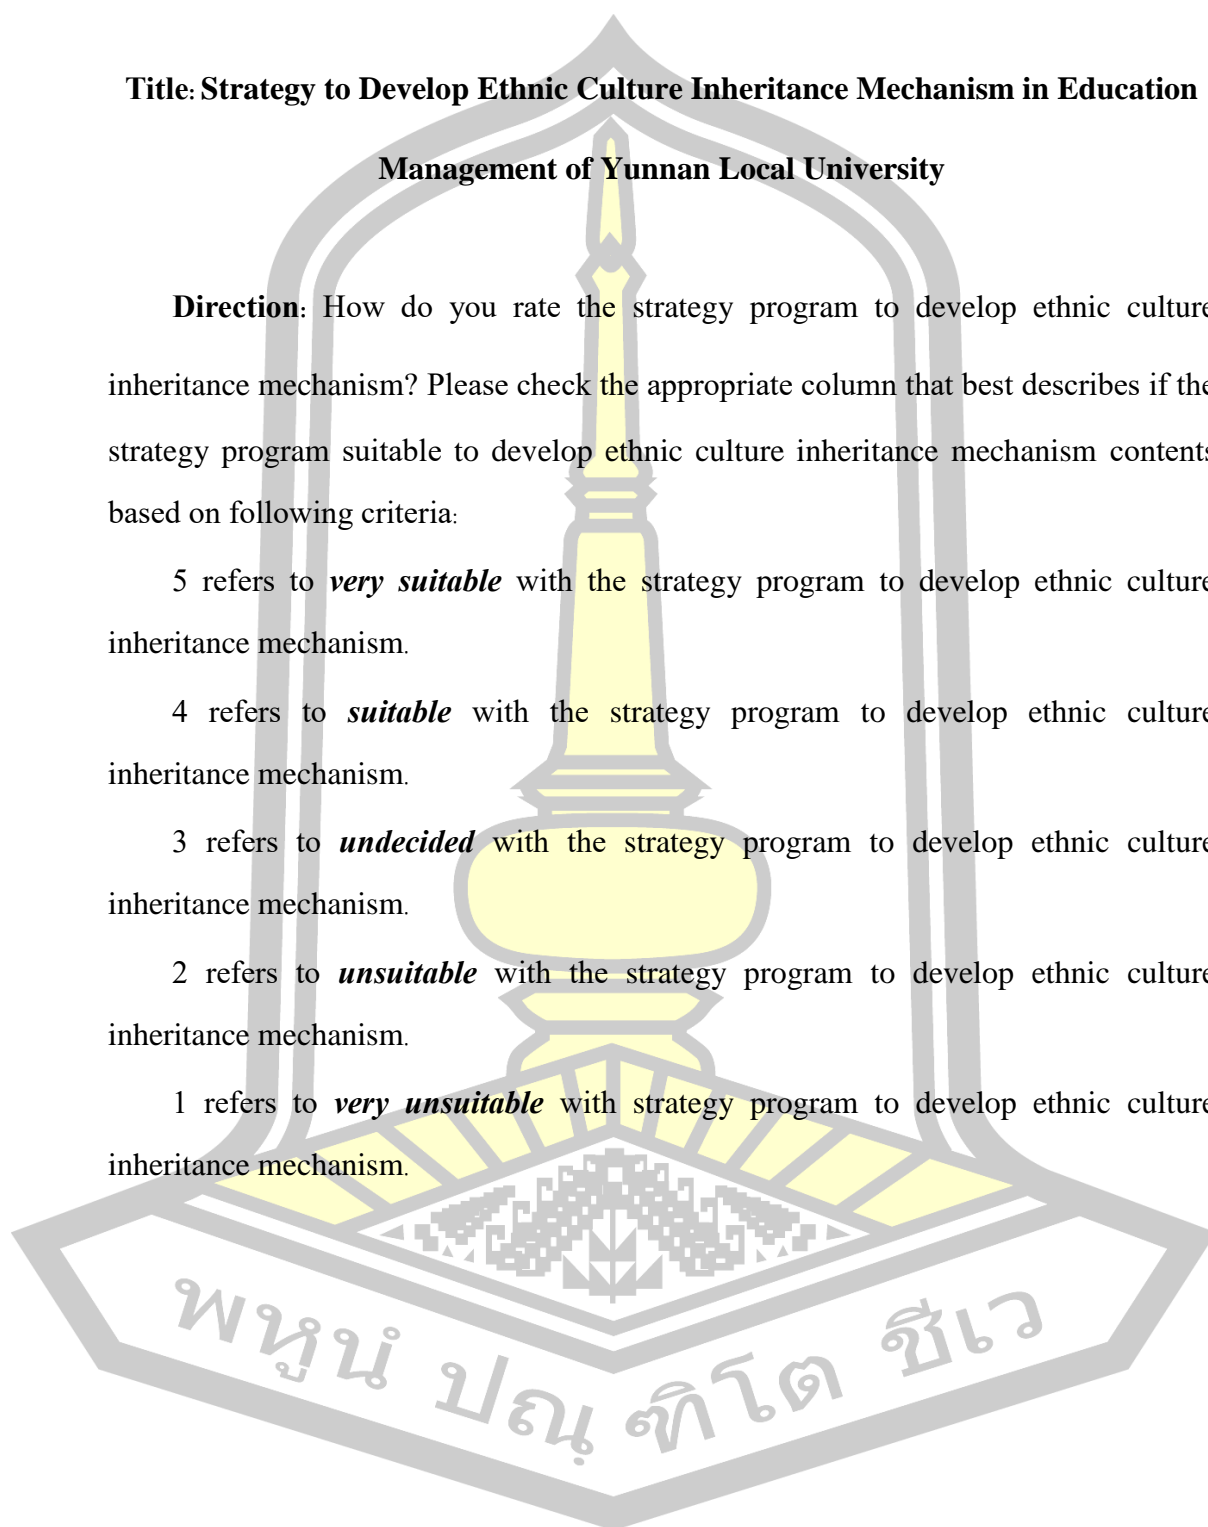 Title: Strategy to Develop Ethnic Culture Inheritance Mechanism in Education
Management of Yunnan Local University
Direction: How do you rate the strategy program to develop ethnic culture
inheritance mechanism? Please check the appropriate column that best describes if the
strategy program suitable to develop ethnic culture inheritance mechanism contents
based on following criteria:
5 refers to very suitable with the strategy program to develop ethnic culture
inheritance mechanism.
4 refers to suitable with the strategy program to develop ethnic culture
inheritance mechanism.
3 refers to undecided with the strategy program to develop ethnic culture
inheritance mechanism.
2 refers to unsuitable with the strategy program to develop ethnic culture
inheritance mechanism.
1 refers to very unsuitable with strategy program to develop ethnic culture
inheritance mechanism.
พหูนํ ปณฺฑิโต ชีเว